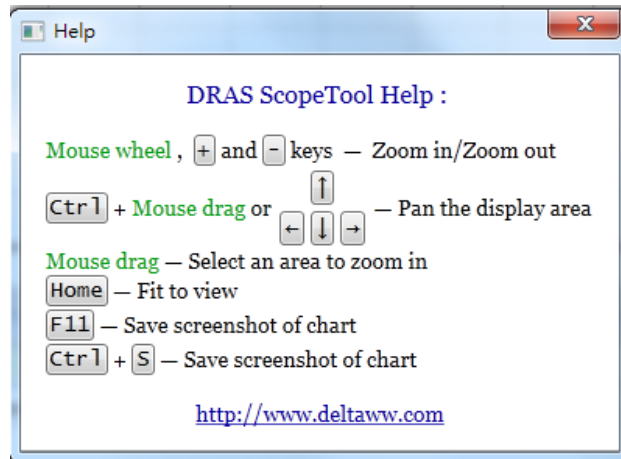 Help
DRAS ScopeTool Help :
Mouse wheel , + and - keys — Zoom in/Zoom out
Ctrl + Mouse drag or ↑ ← ↓ → — Pan the display area
Mouse drag — Select an area to zoom in
Home — Fit to view
F11 — Save screenshot of chart
Ctrl + S — Save screenshot of chart
http://www.deltaww.com